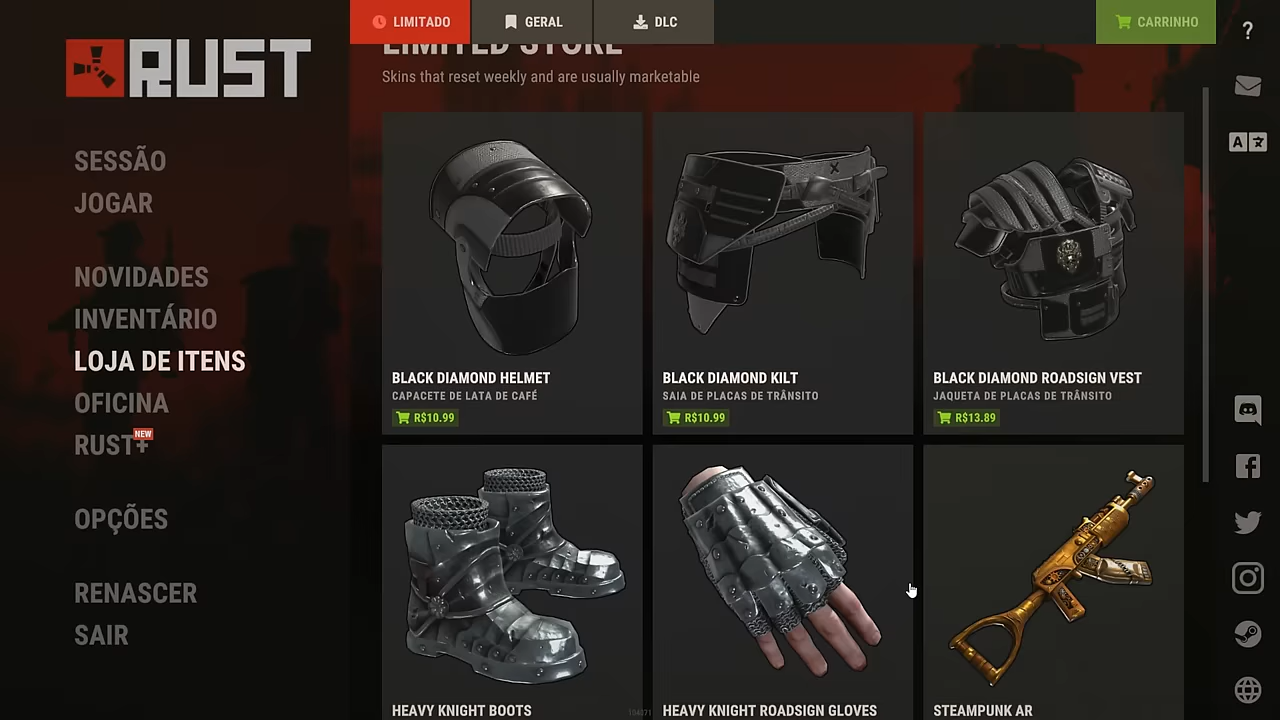 LIMITADO
GERAL
DLC
CARRINHO
?
RUST
LIMITED STORE
Skins that reset weekly and are usually marketable
A
SESSÃO
JOGAR
NOVIDADES
INVENTÁRIO
LOJA DE ITENS
OFICINA
RUST+
NEW
OPÇÕES
RENASCER
SAIR
BLACK DIAMOND HELMET
CAPACETE DE LATA DE CAFÉ
R$10.99
BLACK DIAMOND KILT
SAIA DE PLACAS DE TRÂNSITO
R$10.99
BLACK DIAMOND ROADSIGN VEST
JAQUETA DE PLACAS DE TRÂNSITO
R$13.89
HEAVY KNIGHT BOOTS
HEAVY KNIGHT ROADSIGN GLOVES
STEAMPUNK AR